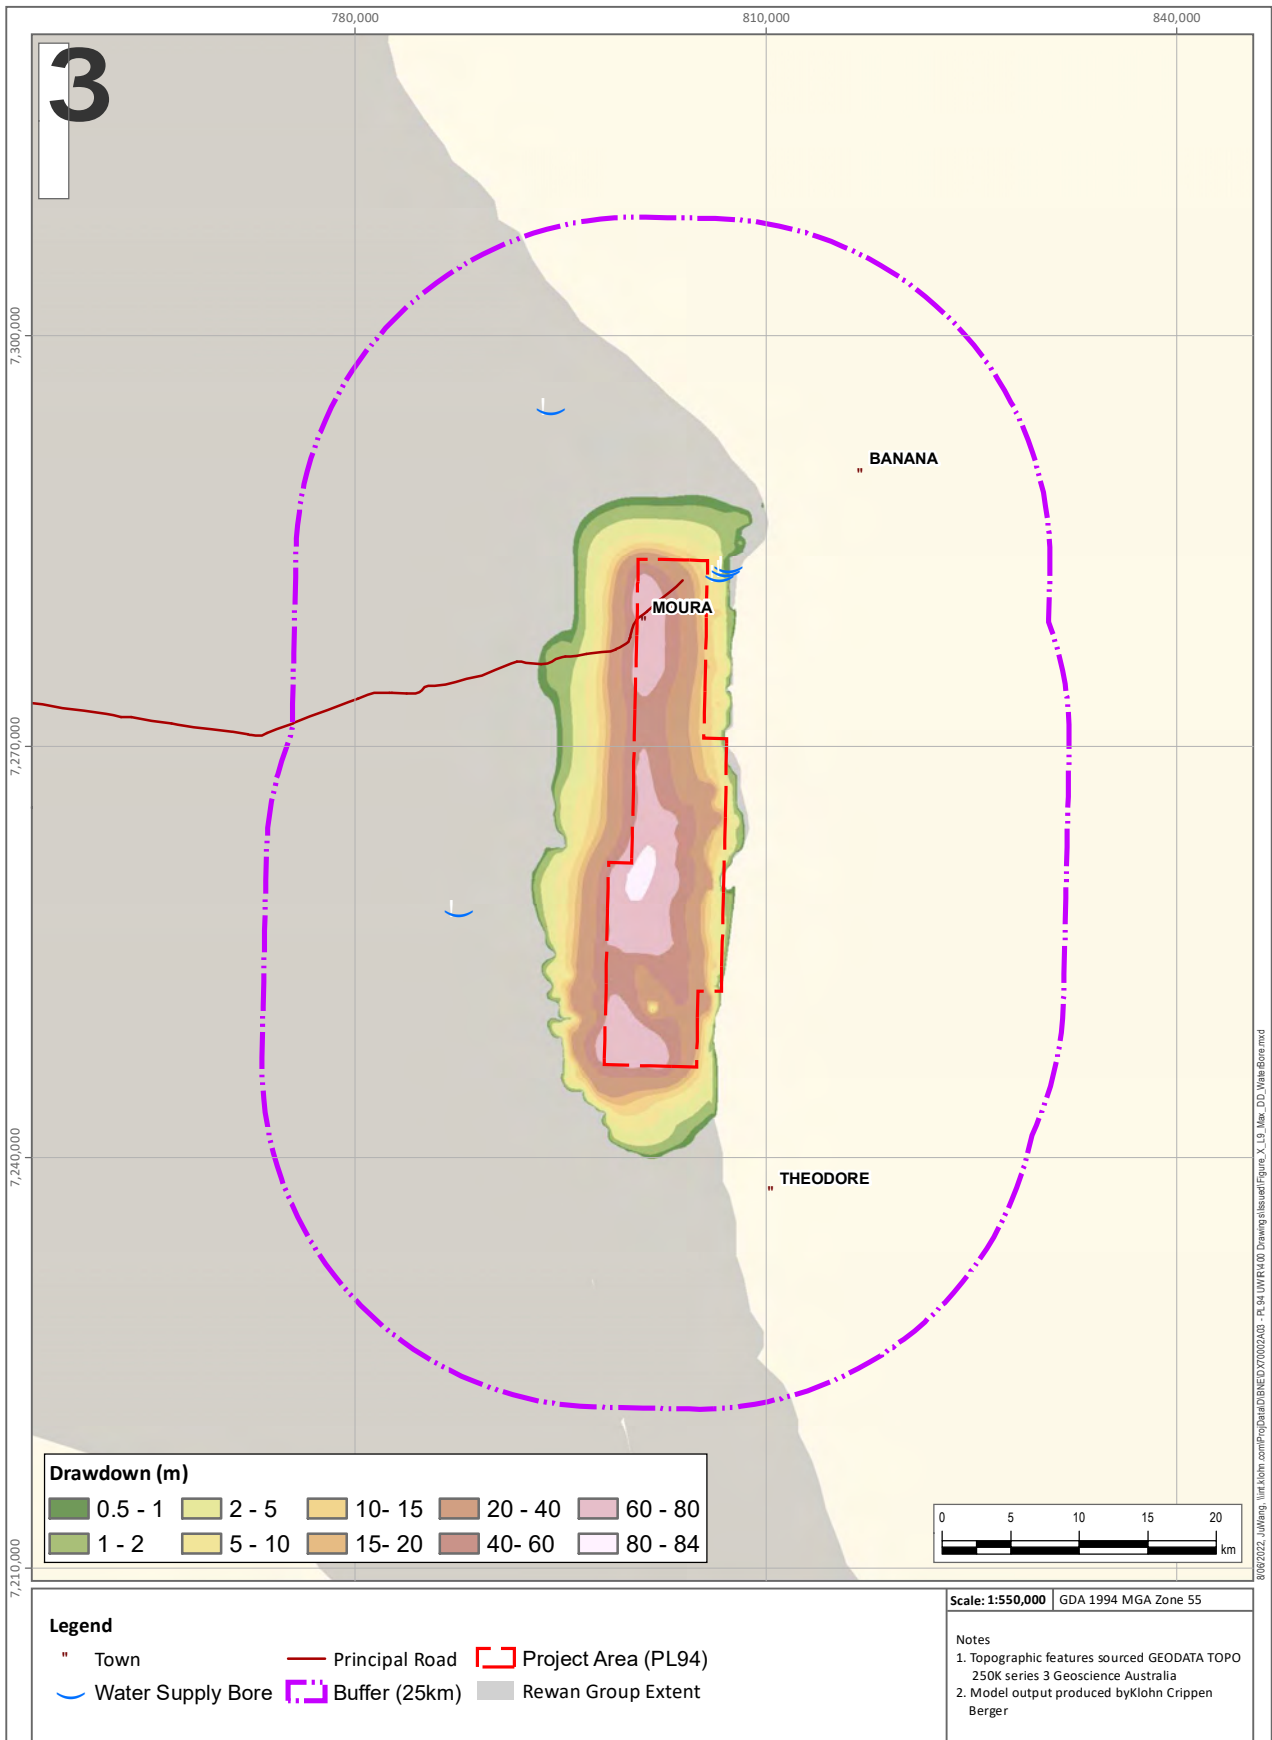 780,000
810,000
840,000
3
7,300,000
BANANA
MOURA
7,270,000
7,240,000
THEODORE
7,210,000
Drawdown (m)
0.5 - 1
2 - 5
10- 15
20 - 40
60 - 80
1 - 2
5 - 10
15- 20
40- 60
80 - 84
0 5 10 15 20
km
Legend
Town
Principal Road
Project Area (PL94)
Water Supply Bore
Buffer (25km)
Rewan Group Extent
Scale: 1:550,000
GDA 1994 MGA Zone 55
Notes
1. Topographic features sourced GEODATA TOPO
250K series 3 Geoscience Australia
2. Model output produced byKlohn Crippen
Berger